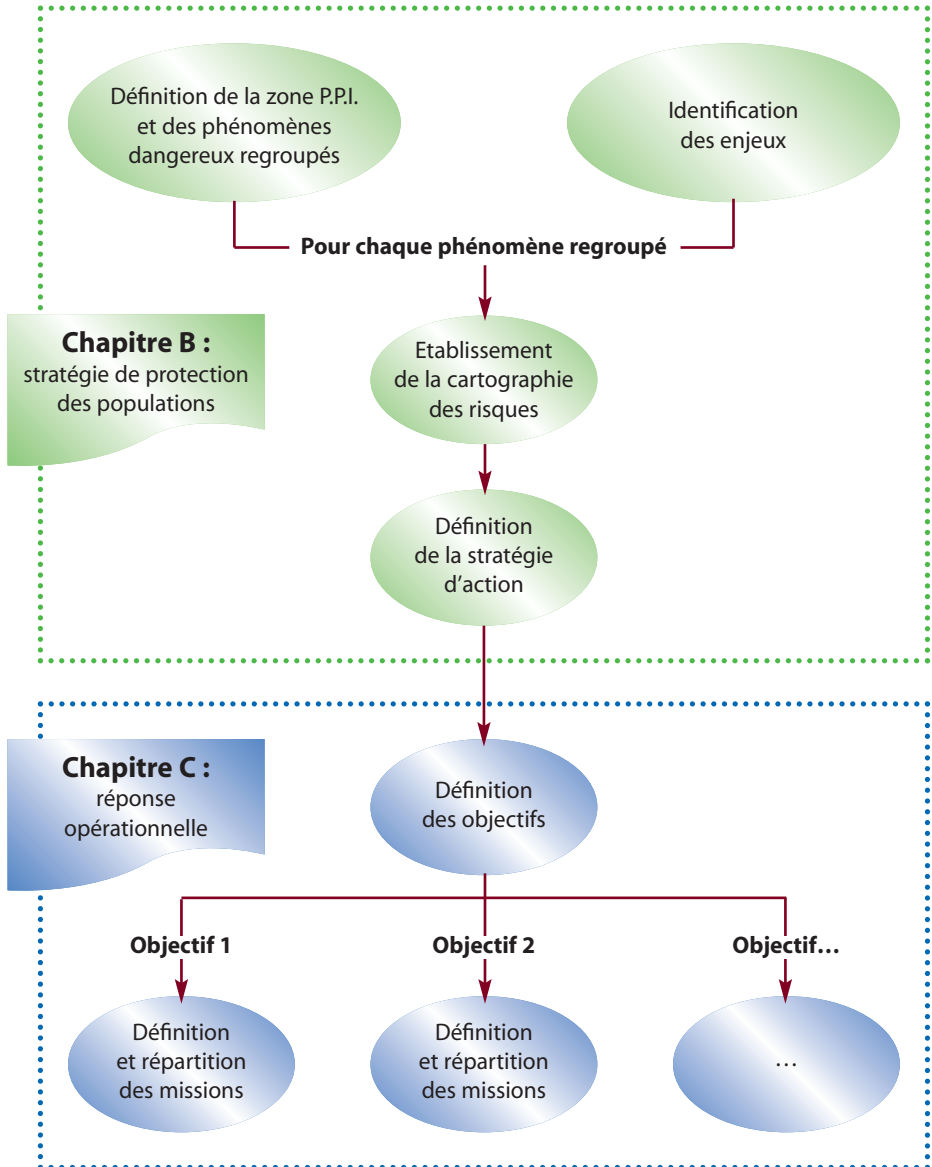 Définition de la zone P.P.I.
et des phénomènes
dangereux regroupés
Identification
des enjeux
Pour chaque phénomène regroupé
Chapitre B :
stratégie de protection
des populations
Etablissement
de la cartographie
des risques
Définition
de la stratégie
d'action
Chapitre C :
réponse
opérationnelle
Définition
des objectifs
Objectif 1
Objectif 2
Objectif…
Définition
et répartition
des missions
Définition
et répartition
des missions
…